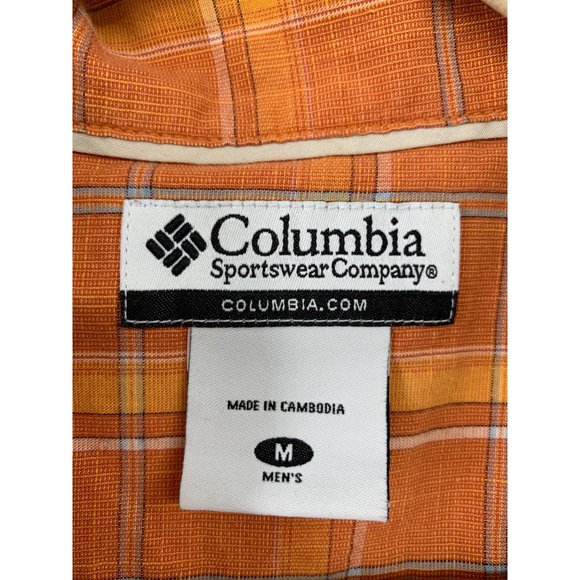 Columbia
Sportswear Company®
COLUMBIA.COM
MADE IN CAMBODIA
M
MEN'S